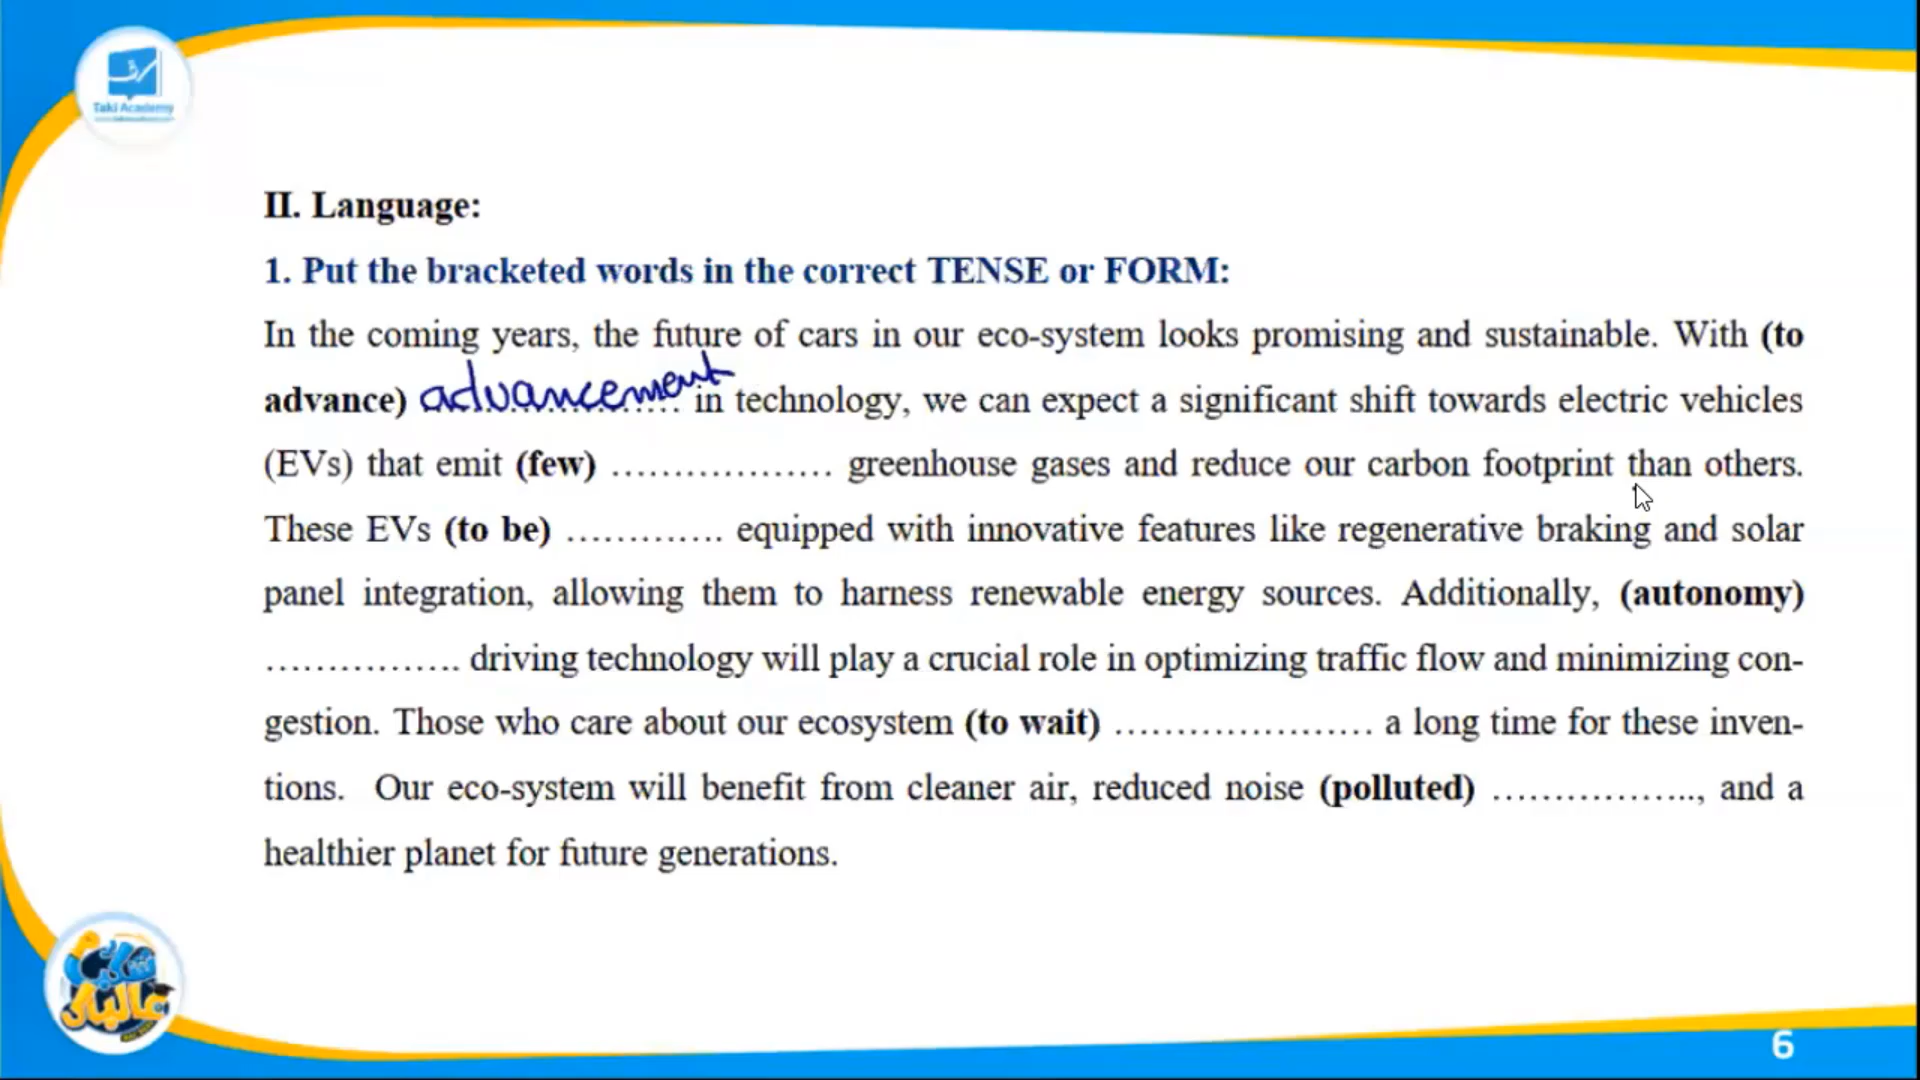 Taki Academy
II. Language:
1. Put the bracketed words in the correct TENSE or FORM:
In the coming years, the future of cars in our eco-system looks promising and sustainable. With (to
advance) advancement in technology, we can expect a significant shift towards electric vehicles
(EVs) that emit (few) .................. greenhouse gases and reduce our carbon footprint than others.
These EVs (to be) ............. equipped with innovative features like regenerative braking and solar
panel integration, allowing them to harness renewable energy sources. Additionally, (autonomy)
................ driving technology will play a crucial role in optimizing traffic flow and minimizing con-
gestion. Those who care about our ecosystem (to wait) ..................... a long time for these inven-
tions. Our eco-system will benefit from cleaner air, reduced noise (polluted) ................., and a
healthier planet for future generations.
6